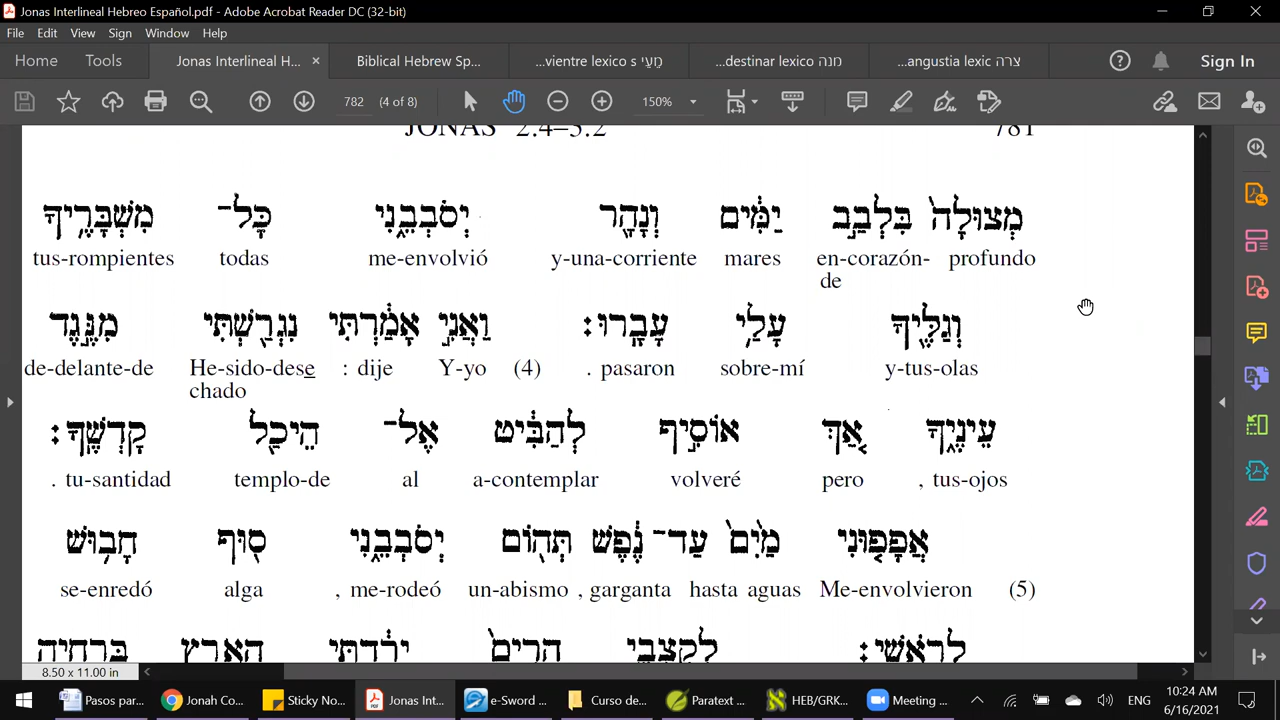 Jonas Interlineal Hebreo Español.pdf - Adobe Acrobat Reader DC (32-bit)
File Edit View Sign Window Help
Home Tools Jonas Interlineal H... × Biblical Hebrew Sp... ...vientre lexico s מְעֵי ...destinar lexico מנה ...angustia lexic צרה Sign In
782 (4 of 8) 150%
JONAS 2.4–3.2 781
מְצוּלָה֙ בִּלְבַ֣ב יַמִּ֔ים וְנָהָ֖ר יְסֹבְבֵ֑נִי כָּל־ מִשְׁבָּרֶ֥יךָ
tus-rompientes todas me-envolvió y-una-corriente mares en-corazón- profundo
de
וְגַלֶּ֖יךָ עָלַ֥י עָבָֽרוּ׃ וַאֲנִ֣י אָמַ֔רְתִּי נִגְרַ֖שְׁתִּי מִנֶּ֣גֶד
de-delante-de He-sido-dese : dije Y-yo (4) . pasaron sobre-mí y-tus-olas
chado
עֵינֶ֑יךָ אַ֚ךְ אוֹסִ֣יף לְהַבִּ֔יט אֶל־ הֵיכַ֖ל קָדְשֶֽׁךָ׃
. tu-santidad templo-de al a-contemplar volveré pero , tus-ojos
אֲפָפ֤וּנִי מַ֙יִם֙ עַד־ נֶ֔פֶשׁ תְּה֖וֹם יְסֹבְבֵ֑נִי ס֖וּף חָב֥וּשׁ
se-enredó alga , me-rodeó un-abismo , garganta hasta aguas Me-envolvieron (5)
לְרֹאשִֽׁי׃ לְקִצְבֵ֤י הָרִים֙ יָרַ֔דְתִּי הָאָ֛רֶץ בְּרִחֶ֥יהָ
8.50 x 11.00 in
Pasos par... Jonah Co... Sticky No... Jonas Int... e-Sword ... Curso de... Paratext ... HEB/GRK... Meeting ... ENG 10:24 AM
6/16/2021